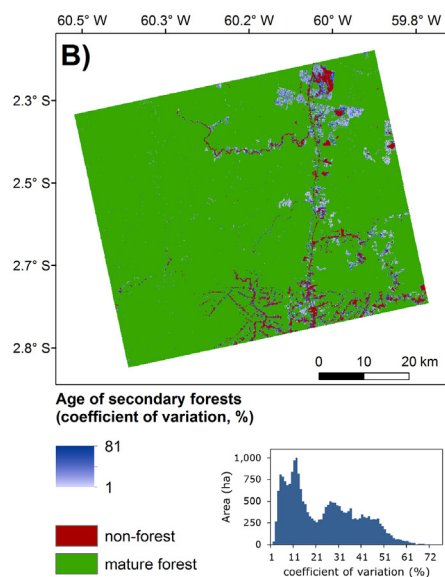 60.5° W 60.3° W 60.2° W 60° W 59.8° W
B)
2.3° S
2.5° S
2.7° S
2.8° S
0 10 20 km
Age of secondary forests
(coefficient of variation, %)
81
1
non-forest
mature forest
Area (ha)
1,000
750
500
250
0
1 11 21 31 41 51 61 72
coefficient of variation (%)